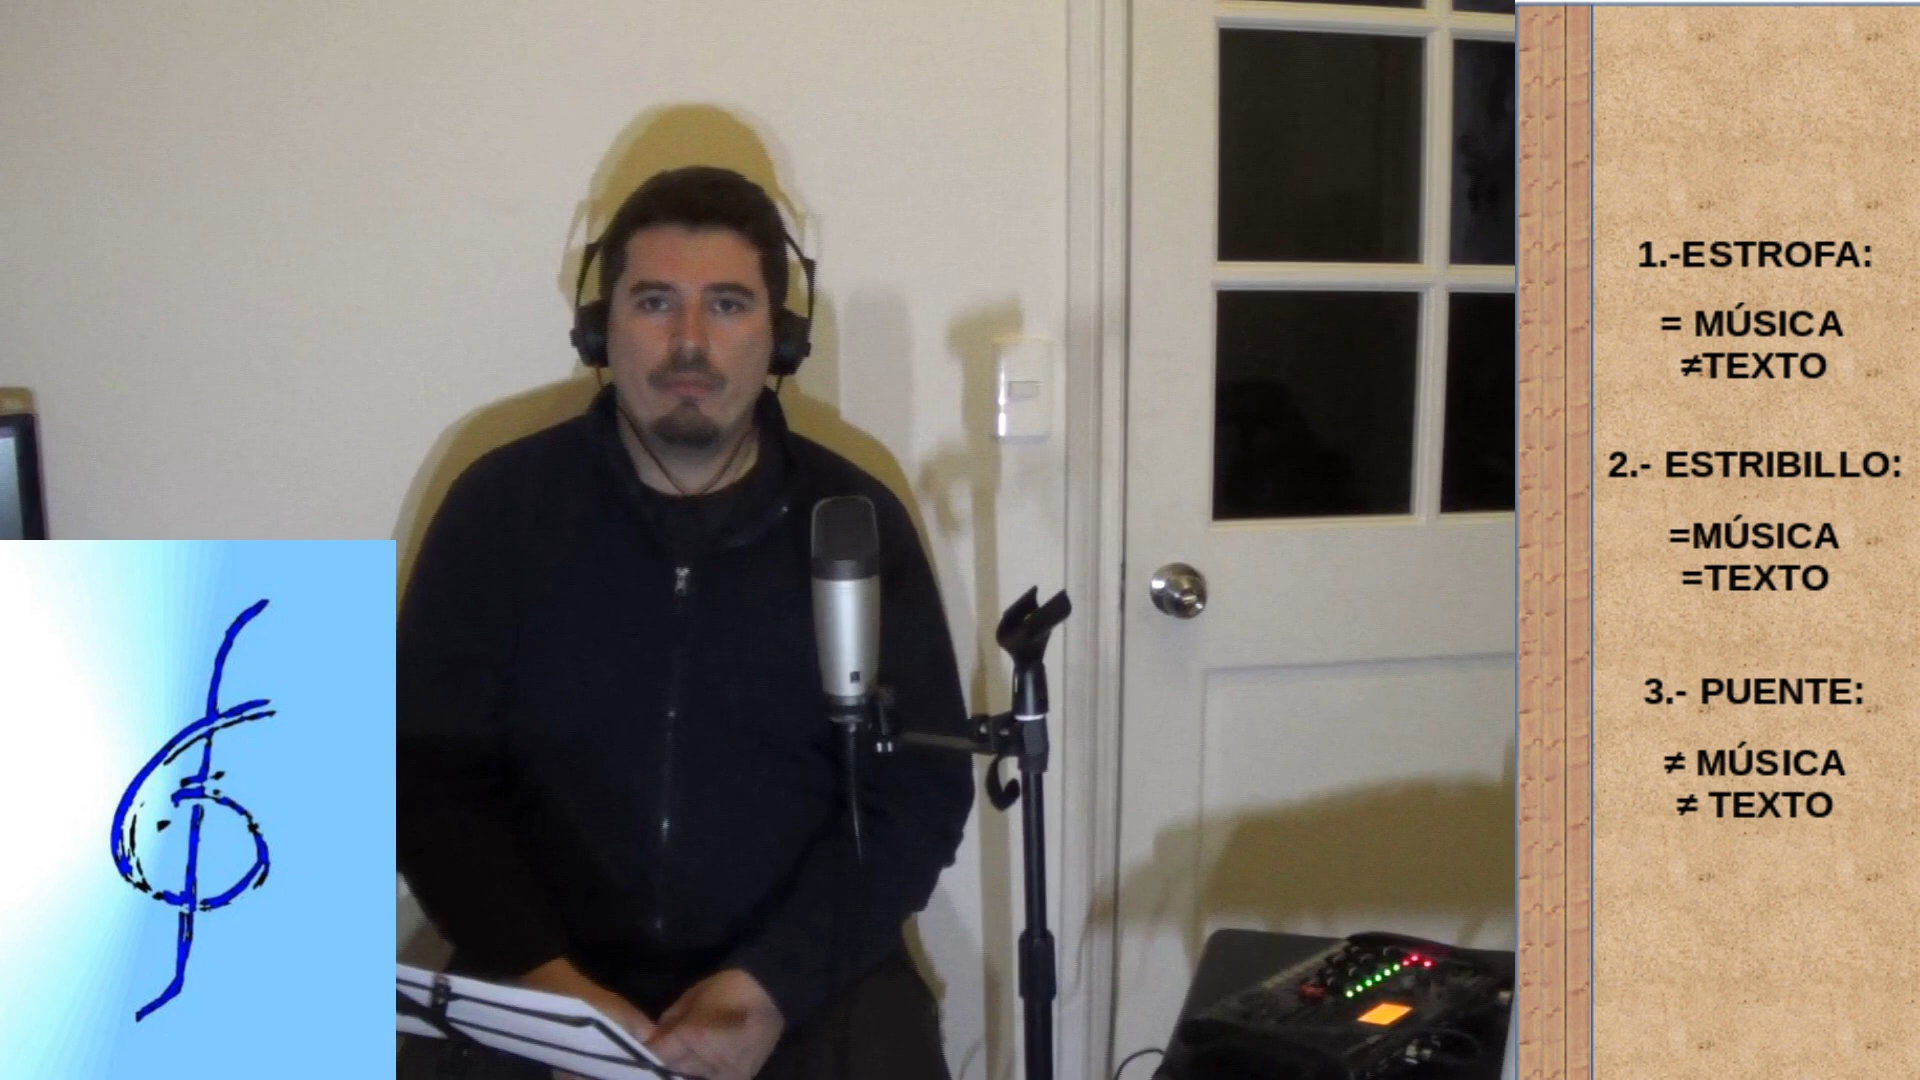 1.-ESTROFA:
= MÚSICA
≠TEXTO
2.- ESTRIBILLO:
=MÚSICA
=TEXTO
3.- PUENTE:
≠ MÚSICA
≠ TEXTO